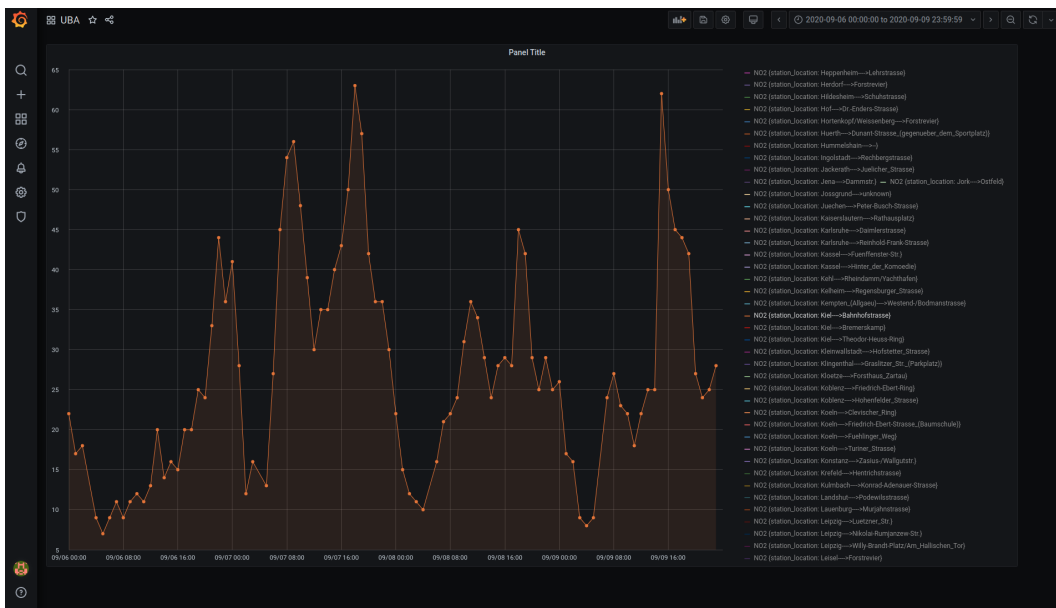 UBA
2020-09-06 00:00:00 to 2020-09-09 23:59:59
Panel Title
65
60
55
50
45
40
35
30
25
20
15
10
5
09/06 00:00 09/06 08:00 09/06 16:00 09/07 00:00 09/07 08:00 09/07 16:00 09/08 00:00 09/08 08:00 09/08 16:00 09/09 00:00 09/09 08:00 09/09 16:00
NO2 {station_location: Heppenheim--->Lehrstrasse}
NO2 {station_location: Herdorf--->Forstrevier}
NO2 {station_location: Hildesheim--->Schuhstrasse}
NO2 {station_location: Hof--->Dr.-Enders-Strasse}
NO2 {station_location: Hortenkopf/Weissenberg--->Forstrevier}
NO2 {station_location: Huerth--->Dunant-Strasse_(gegenueber_dem_Sportplatz)}
NO2 {station_location: Hummelshain--->-}
NO2 {station_location: Ingolstadt--->Rechbergstrasse}
NO2 {station_location: Jackerath--->Juelicher_Strasse}
NO2 {station_location: Jena--->Dammstr.} NO2 {station_location: Jork--->Ostfeld}
NO2 {station_location: Jossgrund--->unknown}
NO2 {station_location: Juechen--->Peter-Busch-Strasse}
NO2 {station_location: Kaiserslautern--->Rathausplatz}
NO2 {station_location: Karlsruhe--->Daimlerstrasse}
NO2 {station_location: Karlsruhe--->Reinhold-Frank-Strasse}
NO2 {station_location: Kassel--->Fuenffenster-Str.}
NO2 {station_location: Kassel--->Hinter_der_Komoedie}
NO2 {station_location: Kehl--->Rheindamm/Yachthafen}
NO2 {station_location: Kelheim--->Regensburger_Strasse}
NO2 {station_location: Kempten_(Allgaeu)--->Westend-/Bodmanstrasse}
NO2 {station_location: Kiel--->Bahnhofstrasse}
NO2 {station_location: Kiel--->Bremerskamp}
NO2 {station_location: Kiel--->Theodor-Heuss-Ring}
NO2 {station_location: Kleinwallstadt--->Hofstetter_Strasse}
NO2 {station_location: Klingenthal--->Graslitzer_Str._(Parkplatz)}
NO2 {station_location: Kloetze--->Forsthaus_Zartau}
NO2 {station_location: Koblenz--->Friedrich-Ebert-Ring}
NO2 {station_location: Koblenz--->Hohenfelder_Strasse}
NO2 {station_location: Koeln--->Clevischer_Ring}
NO2 {station_location: Koeln--->Friedrich-Ebert-Strasse_(Baumschule)}
NO2 {station_location: Koeln--->Fuehlinger_Weg}
NO2 {station_location: Koeln--->Turiner_Strasse}
NO2 {station_location: Konstanz--->Zasius-/Wallgutstr.}
NO2 {station_location: Krefeld--->Hentrichstrasse}
NO2 {station_location: Kulmbach--->Konrad-Adenauer-Strasse}
NO2 {station_location: Landshut--->Podewilsstrasse}
NO2 {station_location: Lauenburg--->Murjahnstrasse}
NO2 {station_location: Leipzig--->Luetzner_Str.}
NO2 {station_location: Leipzig--->Nikolai-Rumjanzew-Str.}
NO2 {station_location: Leipzig--->Willy-Brandt-Platz/Am_Hallischen_Tor}
NO2 {station_location: Leisel--->Forstrevier}